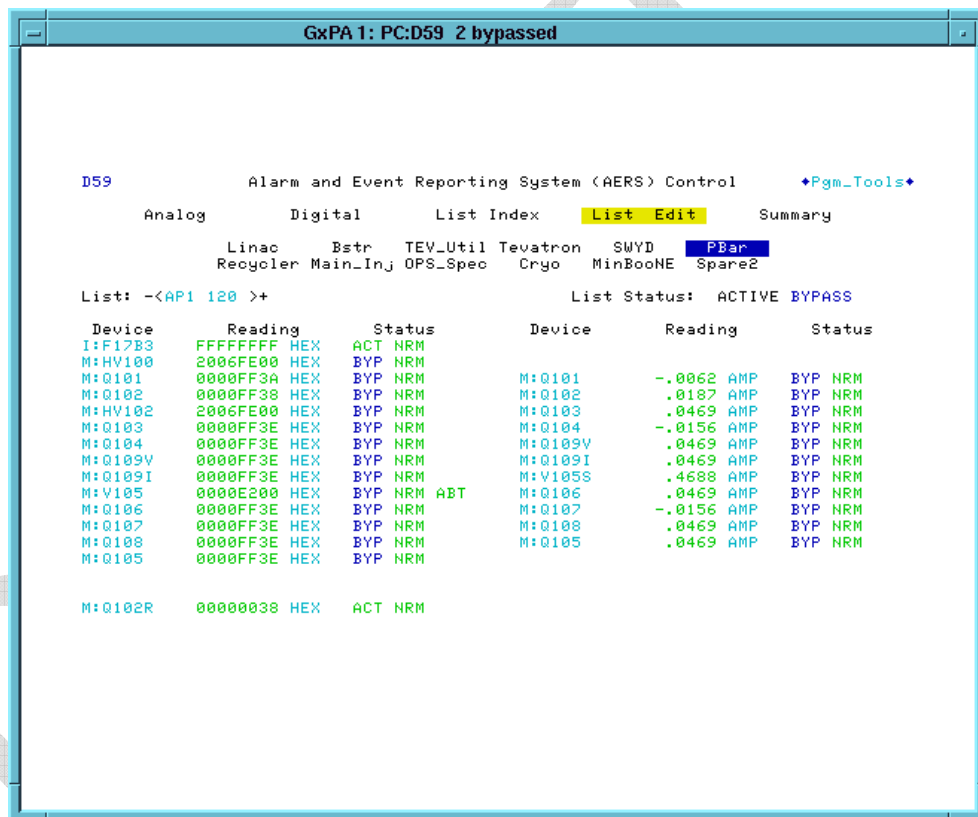 GxPA 1: PC:D59 2 bypassed
D59 Alarm and Event Reporting System (AERS) Control ◆Pgm_Tools◆
Analog Digital List Index List Edit Summary
Linac Bstr TEV_Util Tevatron SWYD PBar
Recycler Main_Inj OPS_Spec Cryo MinBooNE Spare2
List: -<AP1 120 >+ List Status: ACTIVE BYPASS
Device Reading Status Device Reading Status
I:F17B3 FFFFFFFF HEX ACT NRM
M:HV100 2006FE00 HEX BYP NRM
M:Q101 0000FF3A HEX BYP NRM M:Q101 -.0062 AMP BYP NRM
M:Q102 0000FF38 HEX BYP NRM M:Q102 .0187 AMP BYP NRM
M:HV102 2006FE00 HEX BYP NRM M:Q103 .0469 AMP BYP NRM
M:Q103 0000FF3E HEX BYP NRM M:Q104 -.0156 AMP BYP NRM
M:Q104 0000FF3E HEX BYP NRM M:Q109V .0469 AMP BYP NRM
M:Q109V 0000FF3E HEX BYP NRM M:Q109I .0469 AMP BYP NRM
M:Q109I 0000FF3E HEX BYP NRM M:V105S .4688 AMP BYP NRM
M:V105 0000E200 HEX BYP NRM ABT M:Q106 .0469 AMP BYP NRM
M:Q106 0000FF3E HEX BYP NRM M:Q107 -.0156 AMP BYP NRM
M:Q107 0000FF3E HEX BYP NRM M:Q108 .0469 AMP BYP NRM
M:Q108 0000FF3E HEX BYP NRM M:Q105 .0469 AMP BYP NRM
M:Q105 0000FF3E HEX BYP NRM
M:Q102R 00000038 HEX ACT NRM